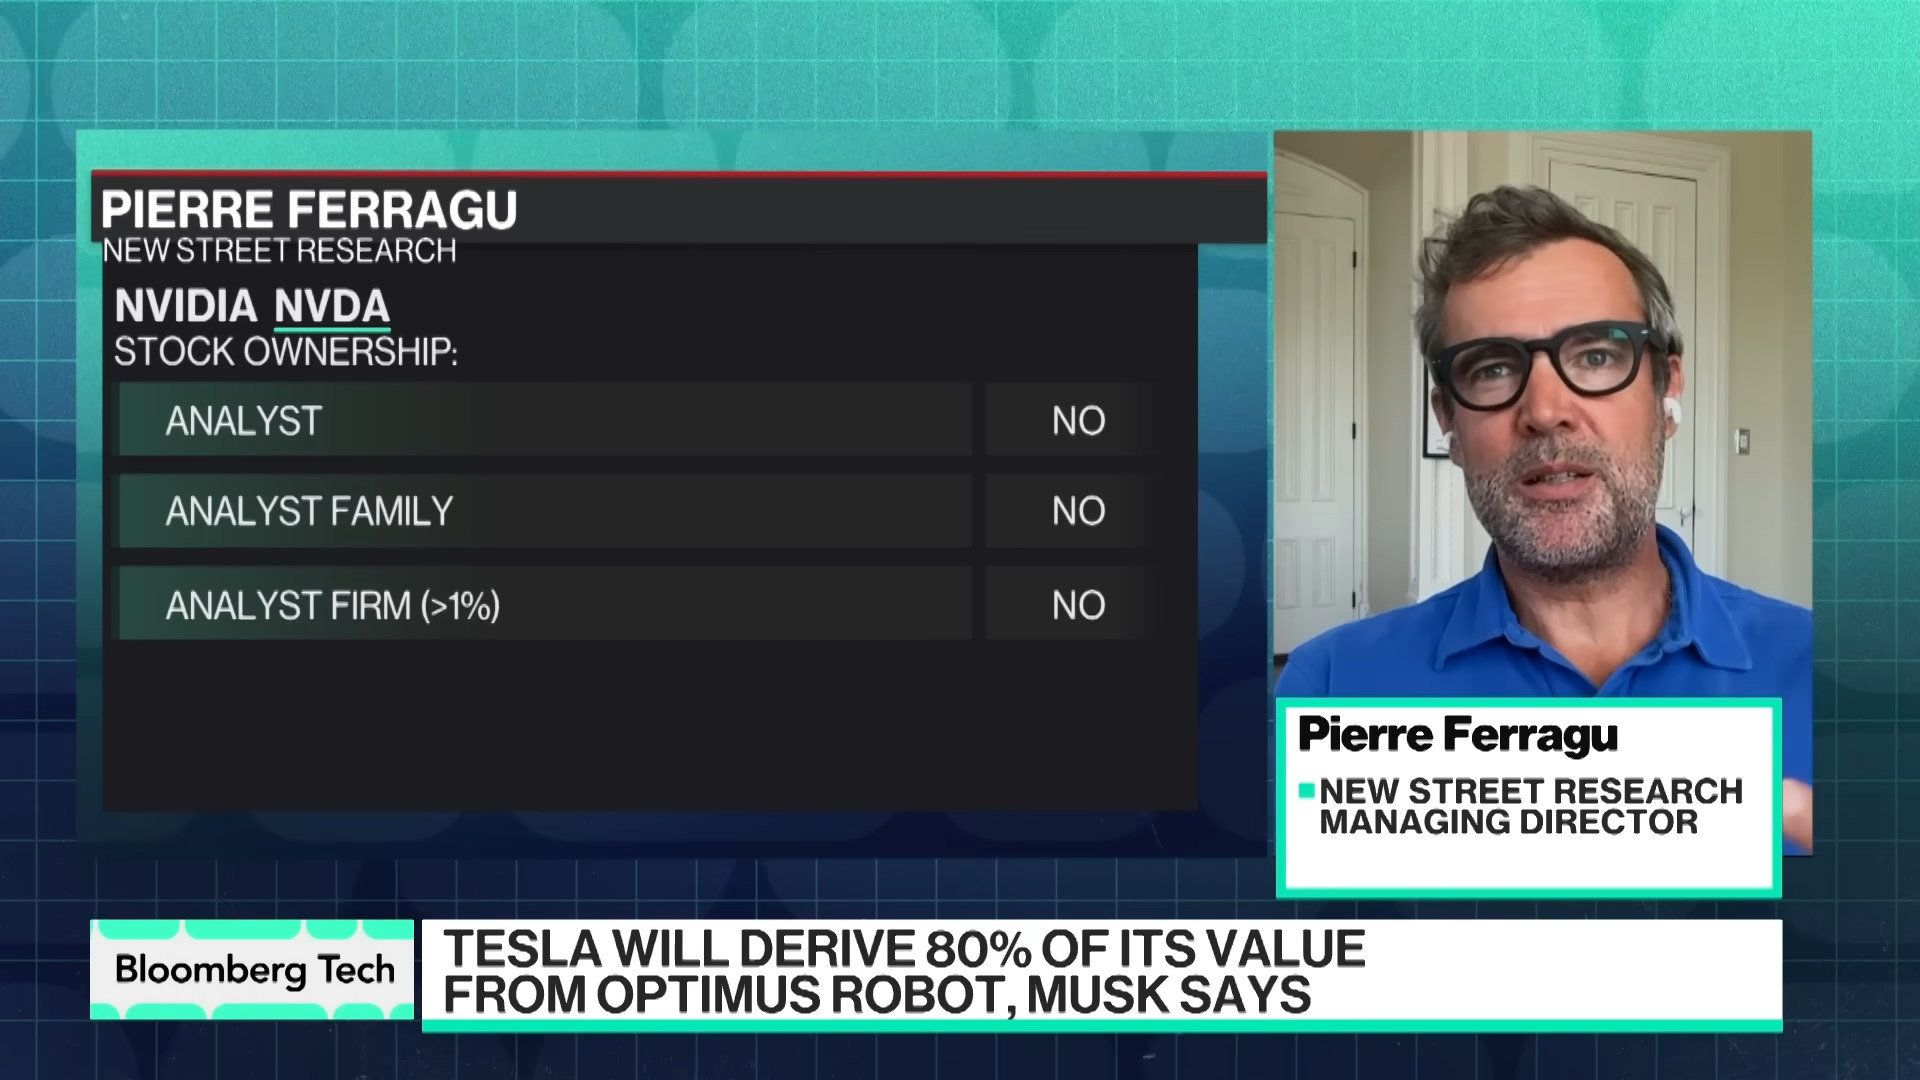 PIERRE FERRAGU
NEW STREET RESEARCH
NVIDIA NVDA
STOCK OWNERSHIP:
ANALYST NO
ANALYST FAMILY NO
ANALYST FIRM (>1%) NO
Pierre Ferragu
NEW STREET RESEARCH
MANAGING DIRECTOR
Bloomberg Tech
TESLA WILL DERIVE 80% OF ITS VALUE
FROM OPTIMUS ROBOT, MUSK SAYS